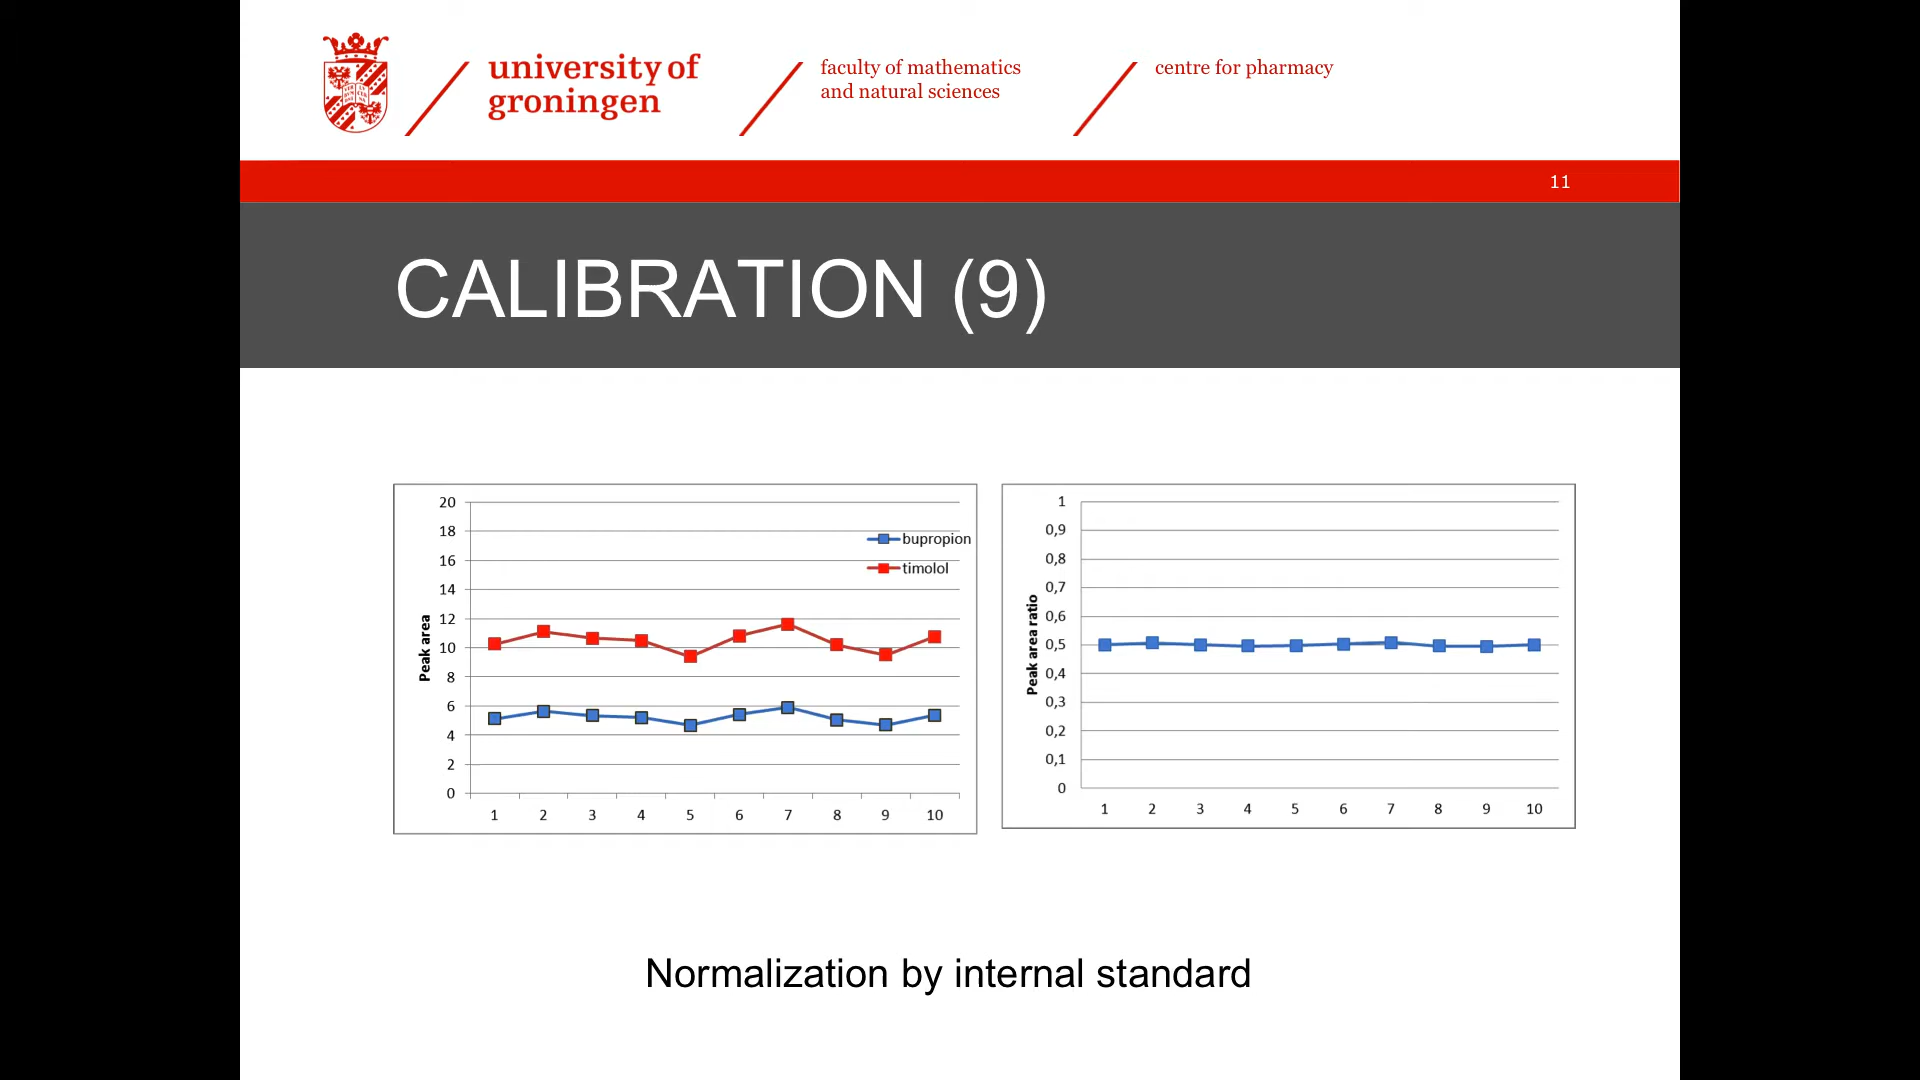 university of
groningen
faculty of mathematics
and natural sciences
centre for pharmacy
11
CALIBRATION (9)
20
18
16
14
12
10
8
6
4
2
0
Peak area
bupropion
timolol
1 2 3 4 5 6 7 8 9 10
1
0,9
0,8
0,7
0,6
0,5
0,4
0,3
0,2
0,1
0
Peak area ratio
1 2 3 4 5 6 7 8 9 10
Normalization by internal standard